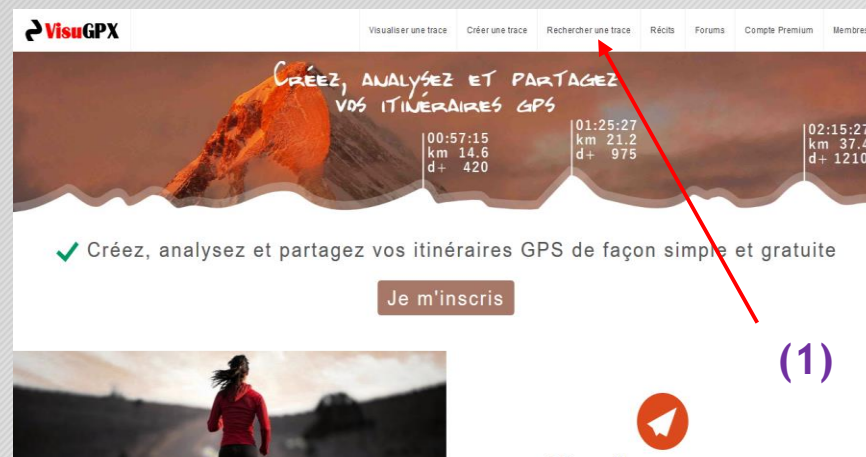 VisuGPX
Visualiser une trace Créer une trace Rechercher une trace Récits Forums Compte Premium Membres
CRÉEZ, ANALYSEZ ET PARTAGEZ
VOS ITINÉRAIRES GPS
00:57:15
km 14.6
d+ 420
01:25:27
km 21.2
d+ 975
02:15:27
km 37.4
d+ 1210
Créez, analysez et partagez vos itinéraires GPS de façon simple et gratuite
Je m'inscris
(1)